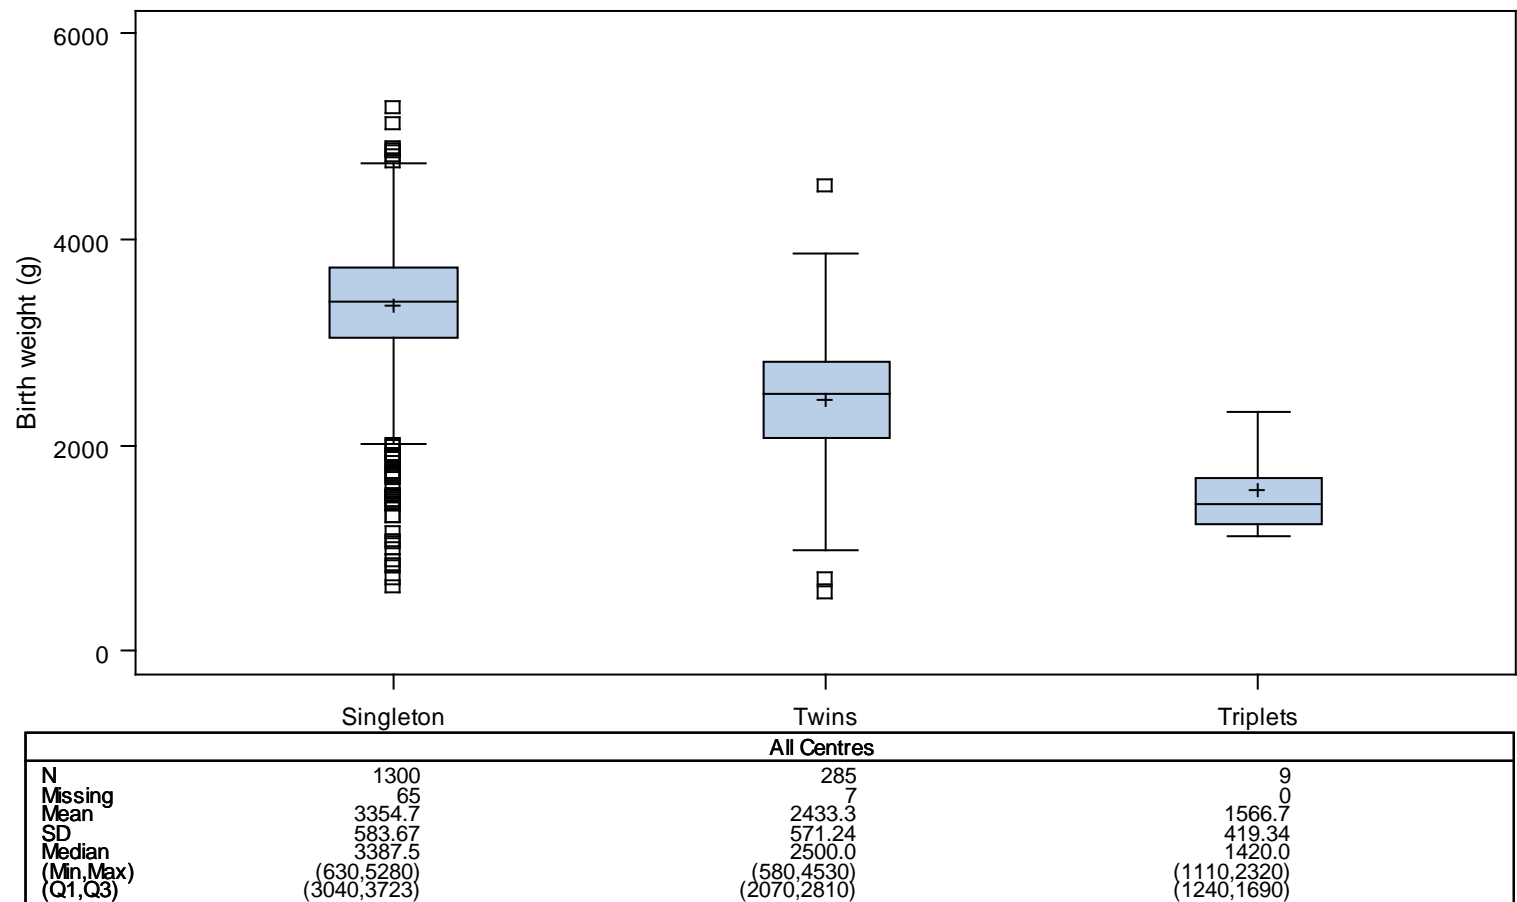 6000
4000
2000
0
Birth weight (g)
Singleton Twins Triplets
All Centres
N 1300 285 9
Missing 65 7 0
Mean 3354.7 2433.3 1566.7
SD 583.67 571.24 419.34
Median 3387.5 2500.0 1420.0
(Min,Max) (630,5280) (580,4530) (1110,2320)
(Q1,Q3) (3040,3723) (2070,2810) (1240,1690)